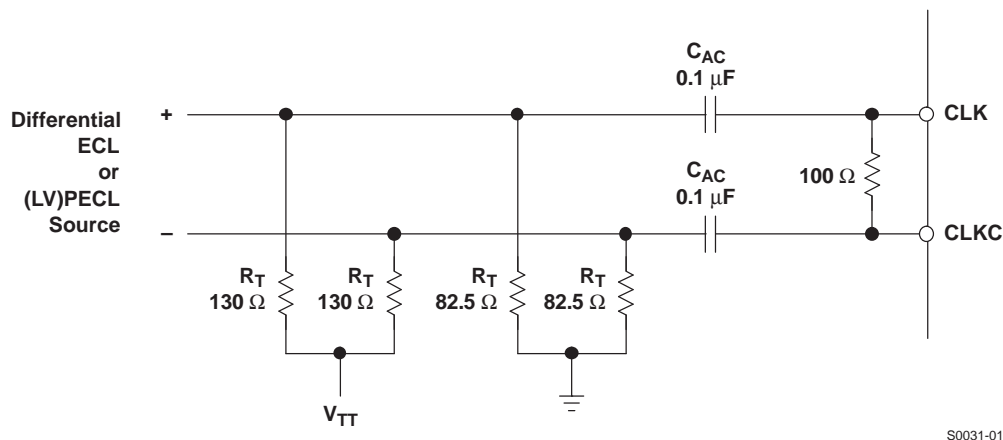 C_AC
0.1 μF
Differential
ECL
or
(LV)PECL
Source
+
CLK
C_AC
0.1 μF
100 Ω
−
CLKC
R_T
130 Ω
R_T
130 Ω
R_T
82.5 Ω
R_T
82.5 Ω
V_TT
S0031-01